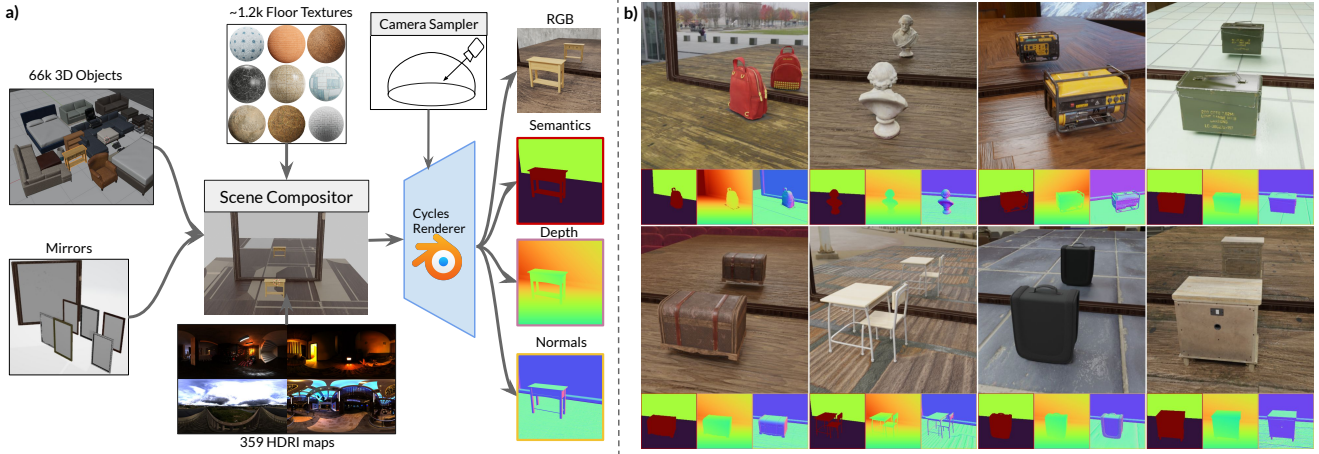 a)
~1.2k Floor Textures
Camera Sampler
RGB
66k 3D Objects
Semantics
Scene Compositor
Cycles
Renderer
Depth
Mirrors
Normals
359 HDRI maps
b)